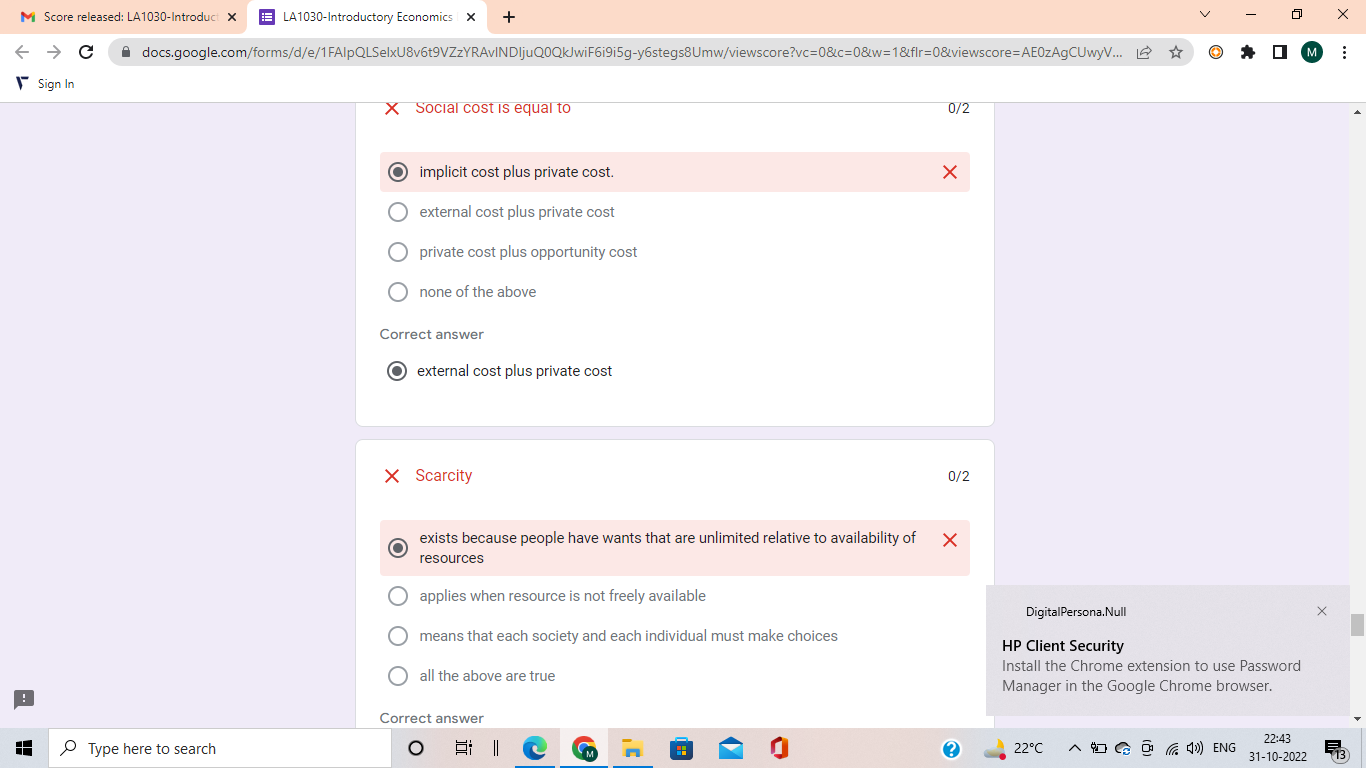 Score released: LA1030-Introduct
LA1030-Introductory Economics
docs.google.com/forms/d/e/1FAIpQLSelxU8v6t9VZzYRAvINDIjuQ0QkJwiF6i9i5g-y6stegs8Umw/viewscore?vc=0&c=0&w=1&flr=0&viewscore=AE0zAgCUwyV...
M
Sign In
Social cost is equal to 0/2
implicit cost plus private cost.
external cost plus private cost
private cost plus opportunity cost
none of the above
Correct answer
external cost plus private cost
Scarcity 0/2
exists because people have wants that are unlimited relative to availability of
resources
applies when resource is not freely available
means that each society and each individual must make choices
all the above are true
Correct answer
DigitalPersona.Null
HP Client Security
Install the Chrome extension to use Password
Manager in the Google Chrome browser.
Type here to search
M
22°C
ENG
22:43
31-10-2022
13